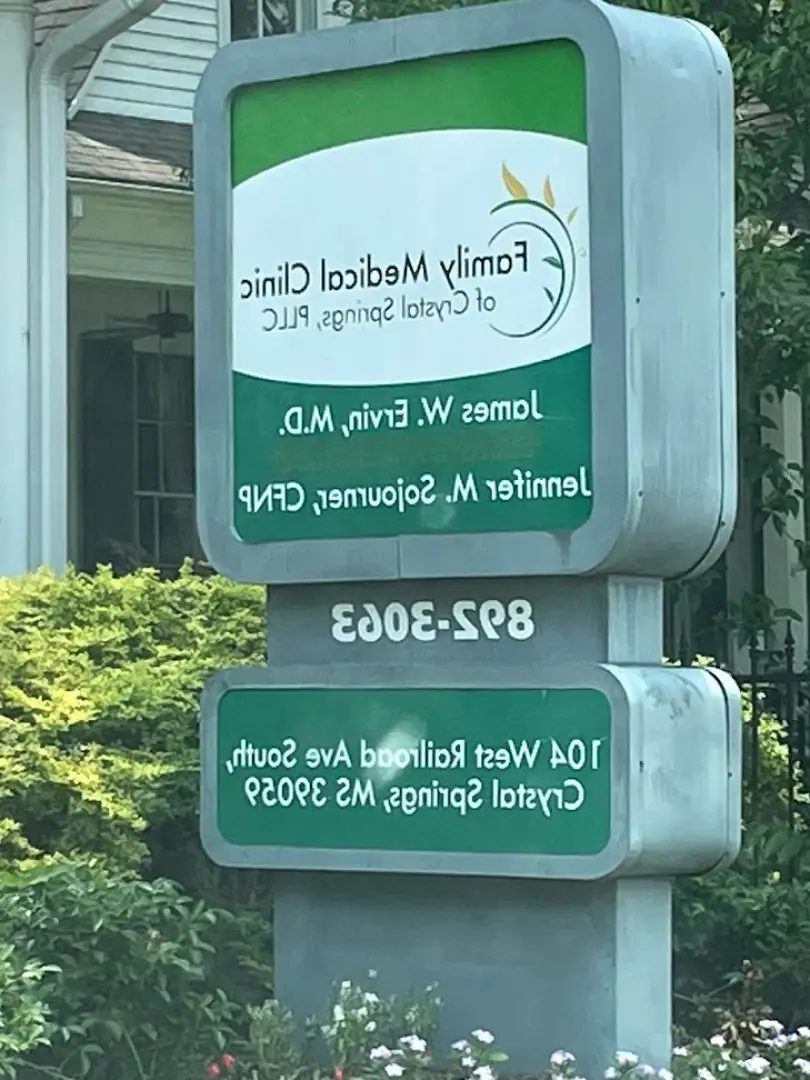 Family Medical Clinic
of Crystal Springs, PLLC
James W. Ervin, M.D.
Jennifer M. Sojourner, CFNP
892-3063
104 West Railroad Ave South,
Crystal Springs, MS 39059